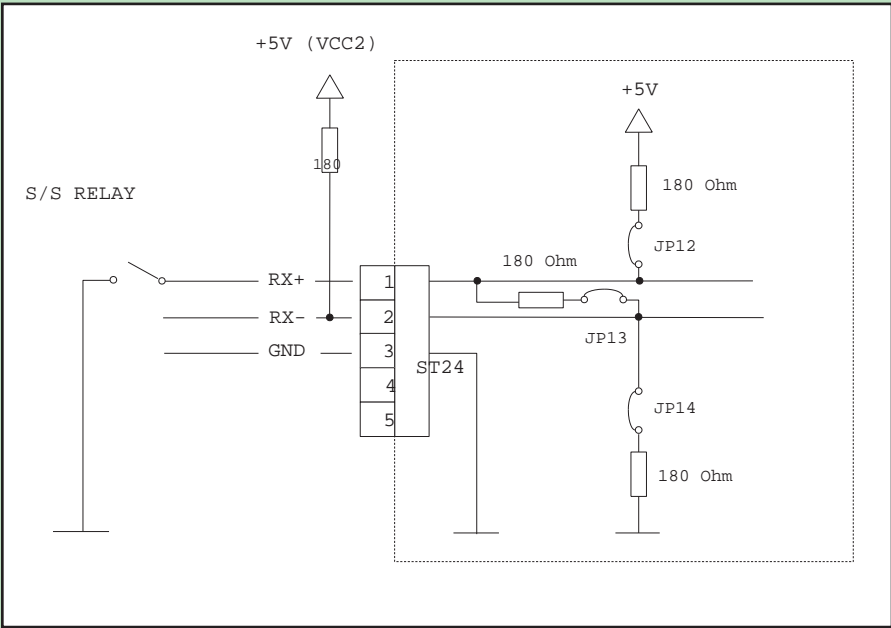 +5V (VCC2)
+5V
180
180 Ohm
S/S RELAY
JP12
180 Ohm
RX+
1
RX-
2
JP13
GND
3
ST24
4
JP14
5
180 Ohm